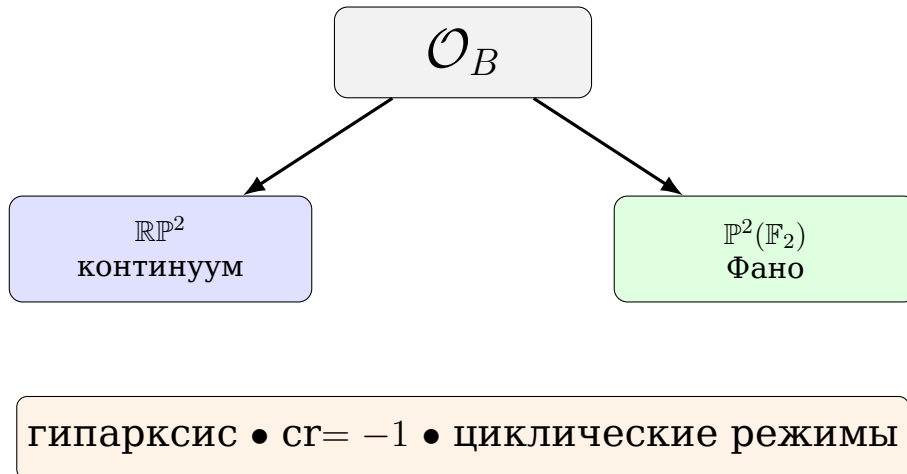 𝒪_B
ℝℙ²
континуум
ℙ²(𝔽₂)
Фано
гипарксис • cr= −1 • циклические режимы